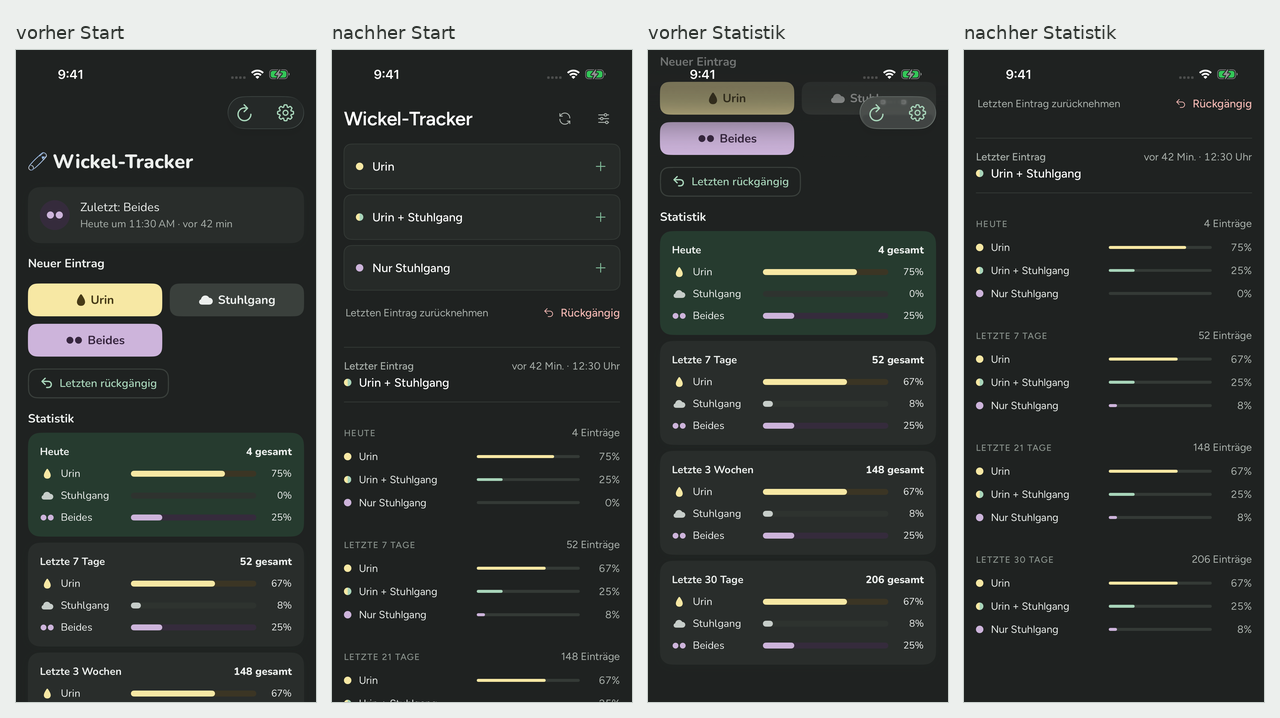 vorher Start
9:41
Wickel-Tracker
Zuletzt: Beides
Heute um 11:30 AM · vor 42 min
Neuer Eintrag
Urin
Stuhlgang
Beides
Letzten rückgängig
Statistik
Heute 4 gesamt
Urin 75%
Stuhlgang 0%
Beides 25%
Letzte 7 Tage 52 gesamt
Urin 67%
Stuhlgang 8%
Beides 25%
Letzte 3 Wochen 148 gesamt
Urin 67%
nachher Start
9:41
Wickel-Tracker
Urin +
Urin + Stuhlgang +
Nur Stuhlgang +
Letzten Eintrag zurücknehmen Rückgängig
Letzter Eintrag vor 42 Min. · 12:30 Uhr
Urin + Stuhlgang
HEUTE 4 Einträge
Urin 75%
Urin + Stuhlgang 25%
Nur Stuhlgang 0%
LETZTE 7 TAGE 52 Einträge
Urin 67%
Urin + Stuhlgang 25%
Nur Stuhlgang 8%
LETZTE 21 TAGE 148 Einträge
Urin 67%
vorher Statistik
Neuer Eintrag
9:41
Urin
Beides
Letzten rückgängig
Statistik
Heute 4 gesamt
Urin 75%
Stuhlgang 0%
Beides 25%
Letzte 7 Tage 52 gesamt
Urin 67%
Stuhlgang 8%
Beides 25%
Letzte 3 Wochen 148 gesamt
Urin 67%
Stuhlgang 8%
Beides 25%
Letzte 30 Tage 206 gesamt
Urin 67%
Stuhlgang 8%
Beides 25%
nachher Statistik
9:41
Letzten Eintrag zurücknehmen Rückgängig
Letzter Eintrag vor 42 Min. · 12:30 Uhr
Urin + Stuhlgang
HEUTE 4 Einträge
Urin 75%
Urin + Stuhlgang 25%
Nur Stuhlgang 0%
LETZTE 7 TAGE 52 Einträge
Urin 67%
Urin + Stuhlgang 25%
Nur Stuhlgang 8%
LETZTE 21 TAGE 148 Einträge
Urin 67%
Urin + Stuhlgang 25%
Nur Stuhlgang 8%
LETZTE 30 TAGE 206 Einträge
Urin 67%
Urin + Stuhlgang 25%
Nur Stuhlgang 8%